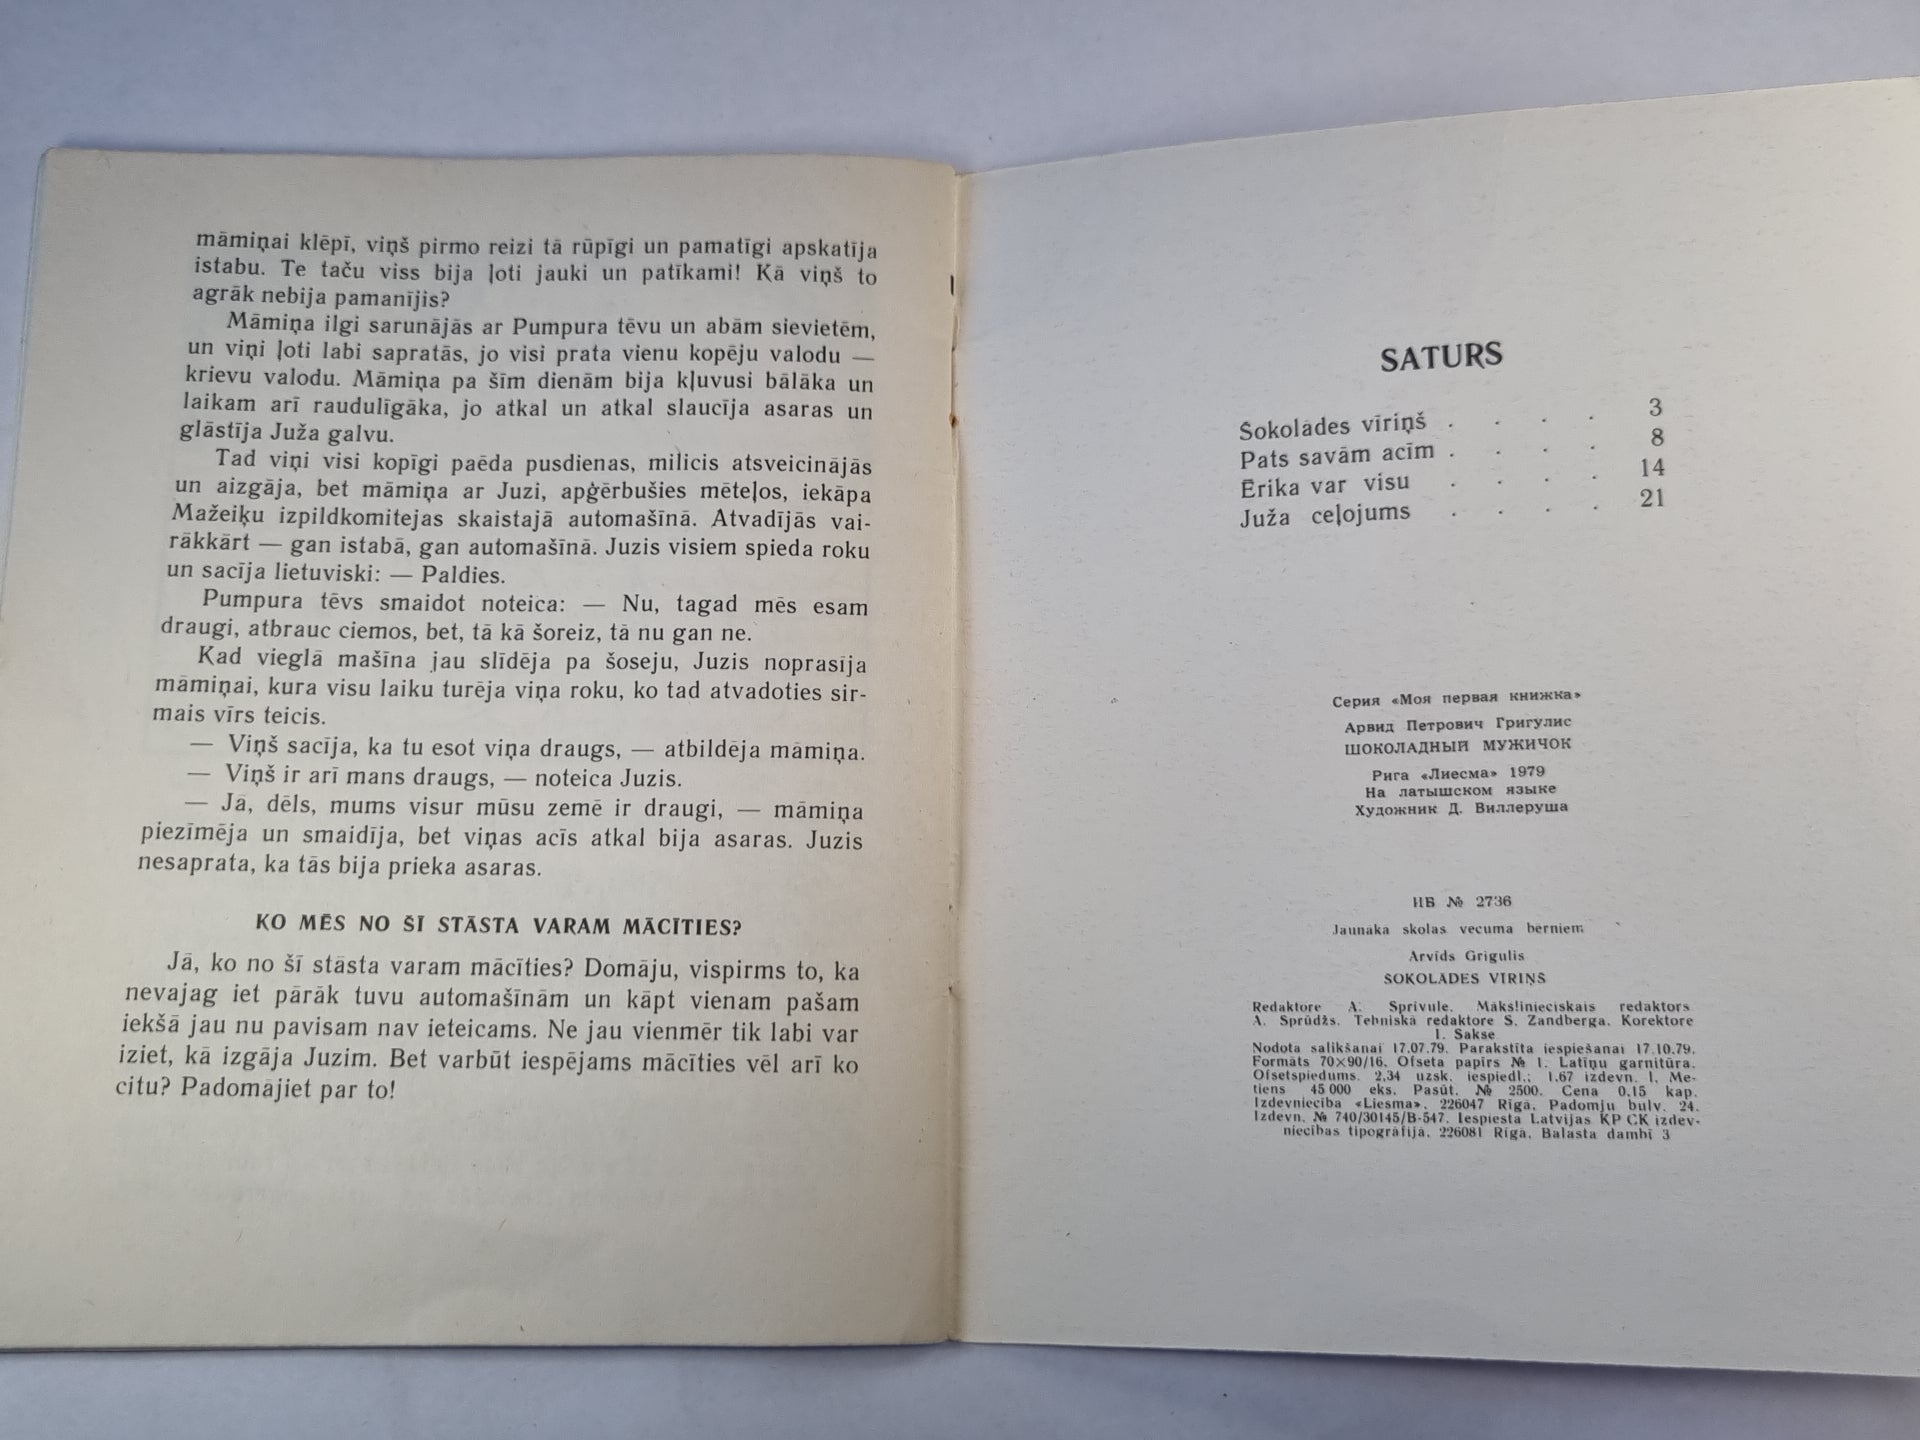 māmiņai klēpī, viņš pirmo reizi tā rūpīgi un pamatīgi apskatīja
istabu. Te taču viss bija ļoti jauki un patīkami! Kā viņš to
agrāk nebija pamanījis?
Māmiņa ilgi sarunājās ar Pumpura tēvu un abām sievietēm,
un viņi ļoti labi sapratās, jo visi prata vienu kopēju valodu —
krievu valodu. Māmiņa pa šīm dienām bija kļuvusi bālāka un
laikam arī raudulīgāka, jo atkal un atkal slaucīja asaras un
glāstīja Juža galvu.
Tad viņi visi kopīgi paēda pusdienas, milicis atsveicinājās
un aizgāja, bet māmiņa ar Juzi, apģērbušies mēteļos, iekāpa
Mažeiķu izpildkomitejas skaistajā automašīnā. Atvadījās vai-
rākkārt — gan istabā, gan automašīnā. Juzis visiem spieda roku
un sacīja lietuviski: — Paldies.
Pumpura tēvs smaidot noteica: — Nu, tagad mēs esam
draugi, atbrauc ciemos, bet, tā kā šoreiz, tā nu gan ne.
Kad vieglā mašīna jau slīdēja pa šoseju, Juzis noprasīja
māmiņai, kura visu laiku turēja viņa roku, ko tad atvadoties sir-
mais vīrs teicis.
— Viņš sacīja, ka tu esot viņa draugs, — atbildēja māmiņa.
— Viņš ir arī mans draugs, — noteica Juzis.
— Jā, dēls, mums visur mūsu zemē ir draugi, — māmiņa
piezīmēja un smaidīja, bet viņas acīs atkal bija asaras. Juzis
nesaprata, ka tās bija prieka asaras.
KO MĒS NO ŠĪ STĀSTA VARAM MĀCĪTIES?
Jā, ko no šī stāsta varam mācīties? Domāju, vispirms to, ka
nevajag iet pārāk tuvu automašīnām un kāpt vienam pašam
iekšā jau nu pavisam nav ieteicams. Ne jau vienmēr tik labi var
iziet, kā izgāja Juzim. Bet varbūt iespējams mācīties vēl arī ko
citu? Padomājiet par to!
SATURS
Šokolādes vīriņš . . . . 3
Pats savām acīm . . . . 8
Ērika var visu . . . . 14
Juža ceļojums . . . . 21
Серия «Моя первая книжка»
Арвид Петрович Григулис
ШОКОЛАДНЫЙ МУЖИЧОК
Рига «Лиесма» 1979
На латышском языке
Художник Д. Виллеруша
ИБ № 2736
Jaunāka skolas vecuma bērniem
Arvīds Grigulis
ŠOKOLĀDES VĪRIŅŠ
Redaktore A. Sprivule. Mākslinieciskais redaktors
A. Sprūdžs. Tehniskā redaktore S. Zandberga. Korektore
I. Sakse
Nodota salikšanai 17.07.79. Parakstīta iespiešanai 17.10.79.
Formāts 70×90/16. Ofseta papīrs № 1. Latīņu garnitūra.
Ofsetspiedums. 2,34 uzsk. iespiedl.; 1,67 izdevn. l. Me-
tiens 45 000 eks. Pasūt. № 2500. Cena 0,15 kap.
Izdevniecība «Liesma», 226047 Rīgā, Padomju bulv. 24.
Izdevn. № 740/30145/B-547. Iespiesta Latvijas KP CK izdev-
niecības tipogrāfijā, 226081 Rīgā, Balasta dambī 3